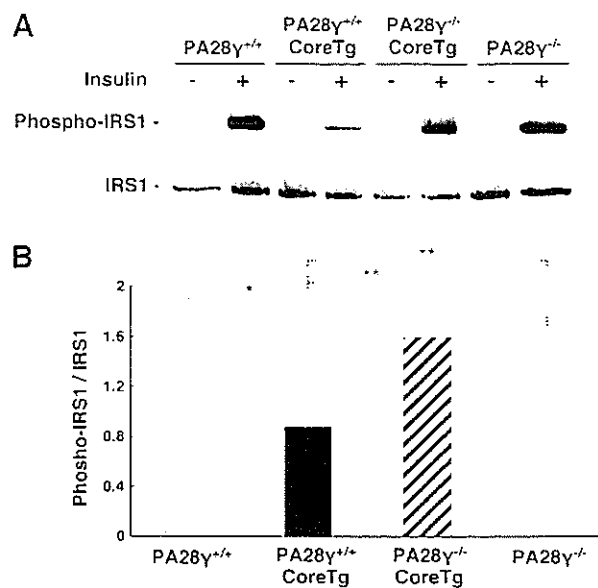 A
PA28γ+/+
PA28γ+/+
CoreTg
PA28γ-/-
CoreTg
PA28γ-/-
Insulin - + - + - + - +
Phospho-IRS1 -
IRS1 -
B
Phosho-IRS1 / IRS1
2
1.6
1.2
0.8
0.4
0
*
**
**
PA28γ+/+
PA28γ+/+
CoreTg
PA28γ-/-
CoreTg
PA28γ-/-